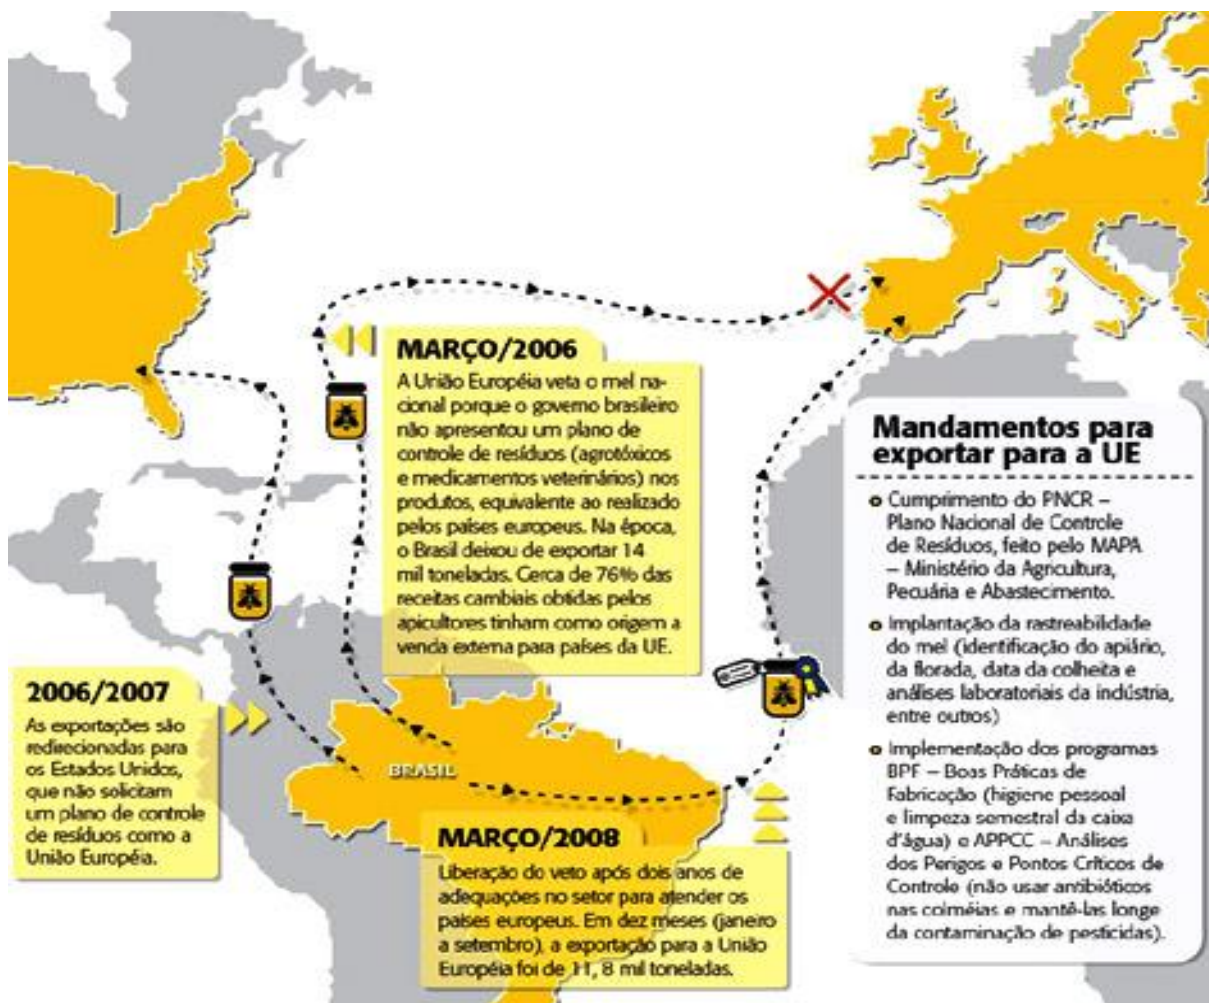 MARÇO/2006
A União Européia veta o mel na-
cional porque o governo brasileiro
não apresentou um plano de
controle de resíduos (agrotóxicos
e medicamentos veterinários) nos
produtos, equivalente ao realizado
pelos países europeus. Na época,
o Brasil deixou de exportar 14
mil toneladas. Cerca de 76% das
receitas cambiais obtidas pelos
apicultores tinham como origem a
venda externa para países da UE.
2006/2007
As exportações são
redirecionadas para
os Estados Unidos,
que não solicitam
um plano de controle
de resíduos como a
União Européia.
BRASIL
MARÇO/2008
Liberação do veto após dois anos de
adequações no setor para atender os
países europeus. Em dez meses (janeiro
a setembro), a exportação para a União
Européia foi de 11, 8 mil toneladas.
Mandamentos para
exportar para a UE
Cumprimento do PNCR –
Plano Nacional de Controle
de Resíduos, feito pelo MAPA
– Ministério da Agricultura,
Pecuária e Abastecimento.
Implantação da rastreabilidade
do mel (identificação do apiário,
da florada, data da colheita e
análises laboratoriais da indústria,
entre outros)
Implementação dos programas
BPF – Boas Práticas de
Fabricação (higiene pessoal
e limpeza semestral da caixa
d'água) e APPCC – Análises
dos Perigos e Pontos Críticos de
Controle (não usar antibióticos
nas colméias e mantê-las longe
da contaminação de pesticidas).